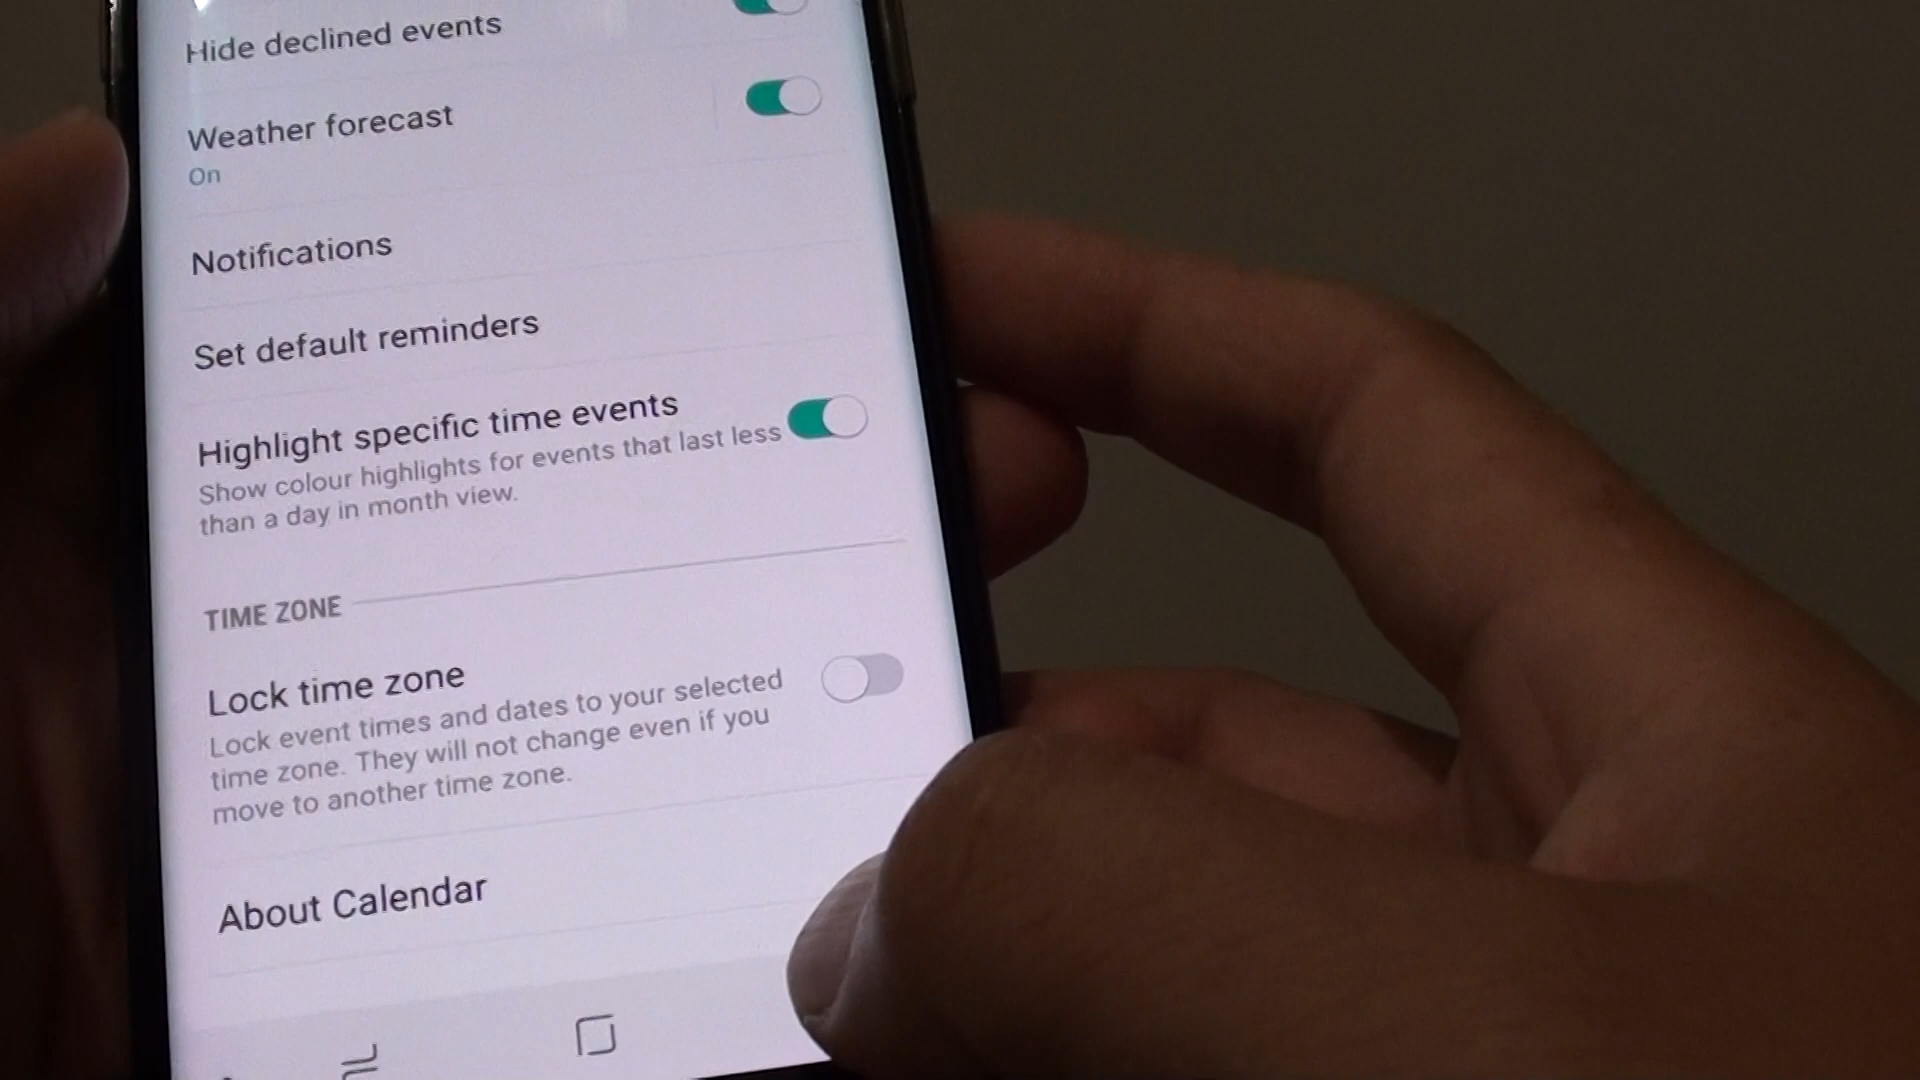 Hide declined events
Weather forecast
On
Notifications
Set default reminders
Highlight specific time events
Show colour highlights for events that last less
than a day in month view.
TIME ZONE
Lock time zone
Lock event times and dates to your selected
time zone. They will not change even if you
move to another time zone.
About Calendar